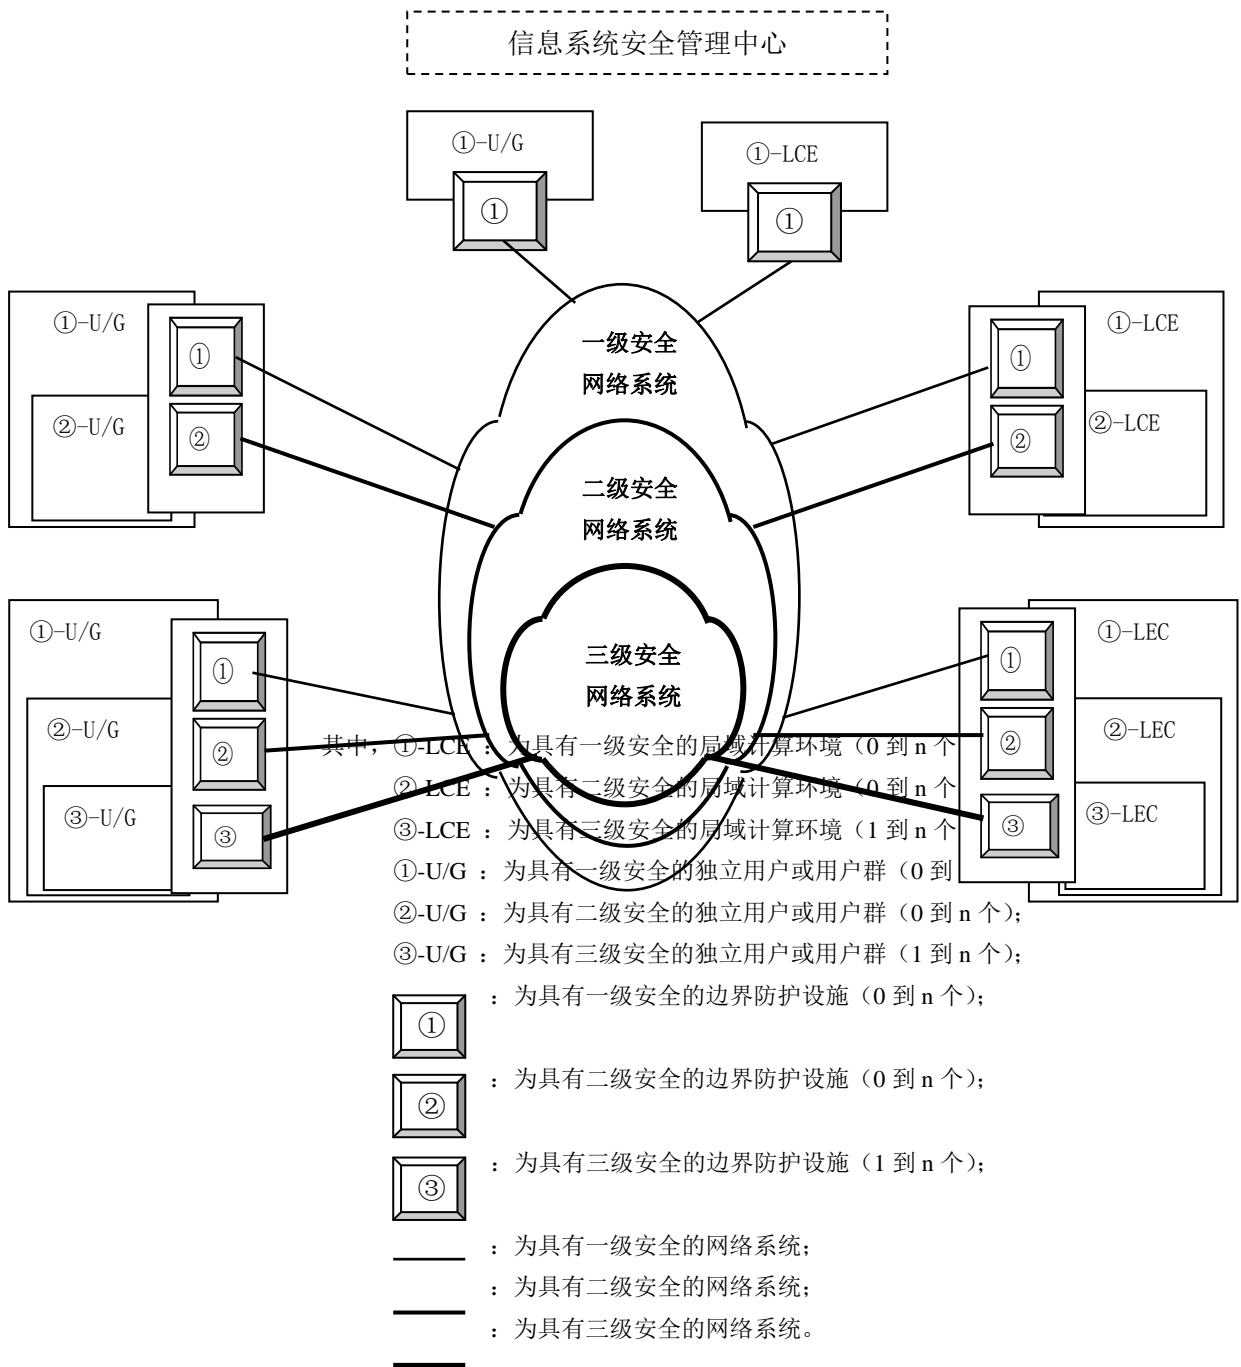 信息系统安全管理中心
①-U/G
①-LCE
①
①
①-U/G
①
②-U/G
②
一级安全
网络系统
①
①-LCE
②
②-LCE
二级安全
网络系统
①-U/G
①
②-U/G
②
③-U/G
③
三级安全
网络系统
①
①-LEC
②
②-LEC
③
③-LEC
其中，①-LCE ：为具有一级安全的局域计算环境（0 到 n 个
②-LCE ：为具有二级安全的局域计算环境（0 到 n 个
③-LCE ：为具有三级安全的局域计算环境（1 到 n 个
①-U/G ：为具有一级安全的独立用户或用户群（0 到
②-U/G ：为具有二级安全的独立用户或用户群（0 到 n 个）；
③-U/G ：为具有三级安全的独立用户或用户群（1 到 n 个）；
① ：为具有一级安全的边界防护设施（0 到 n 个）；
② ：为具有二级安全的边界防护设施（0 到 n 个）；
③ ：为具有三级安全的边界防护设施（1 到 n 个）；
：为具有一级安全的网络系统；
：为具有二级安全的网络系统；
：为具有三级安全的网络系统。